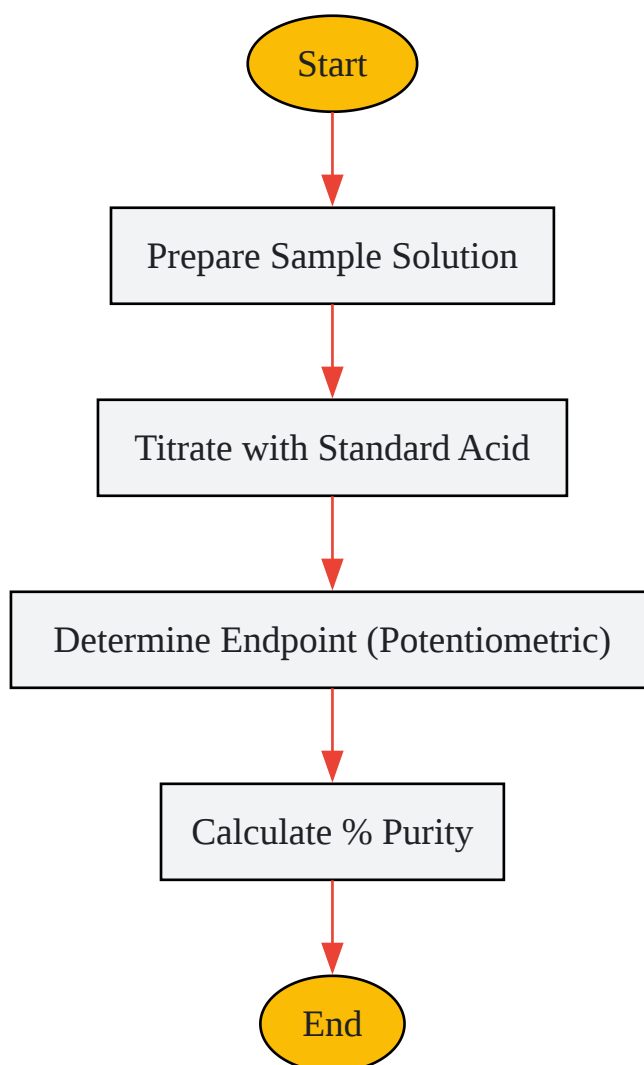 Start
Prepare Sample Solution
Titrate with Standard Acid
Determine Endpoint (Potentiometric)
Calculate % Purity
End